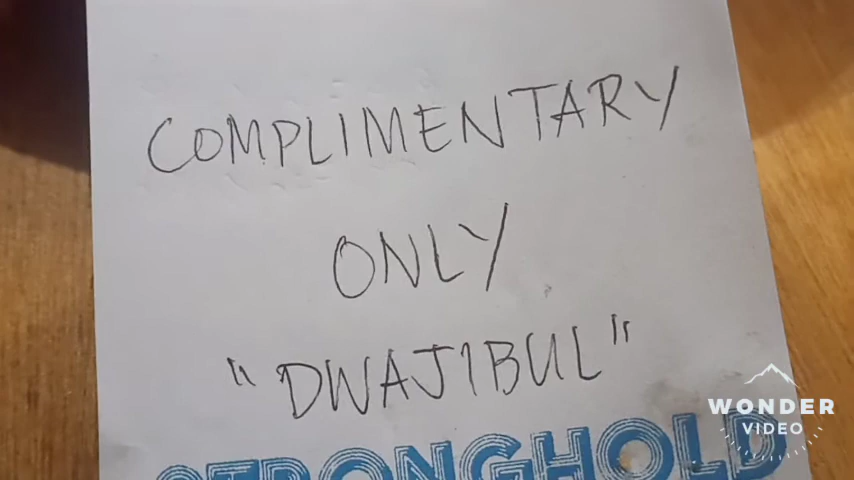 COMPLIMENTARY
ONLY
"DWAJIBUL"
STRONGHOLD
WONDER
VIDEO